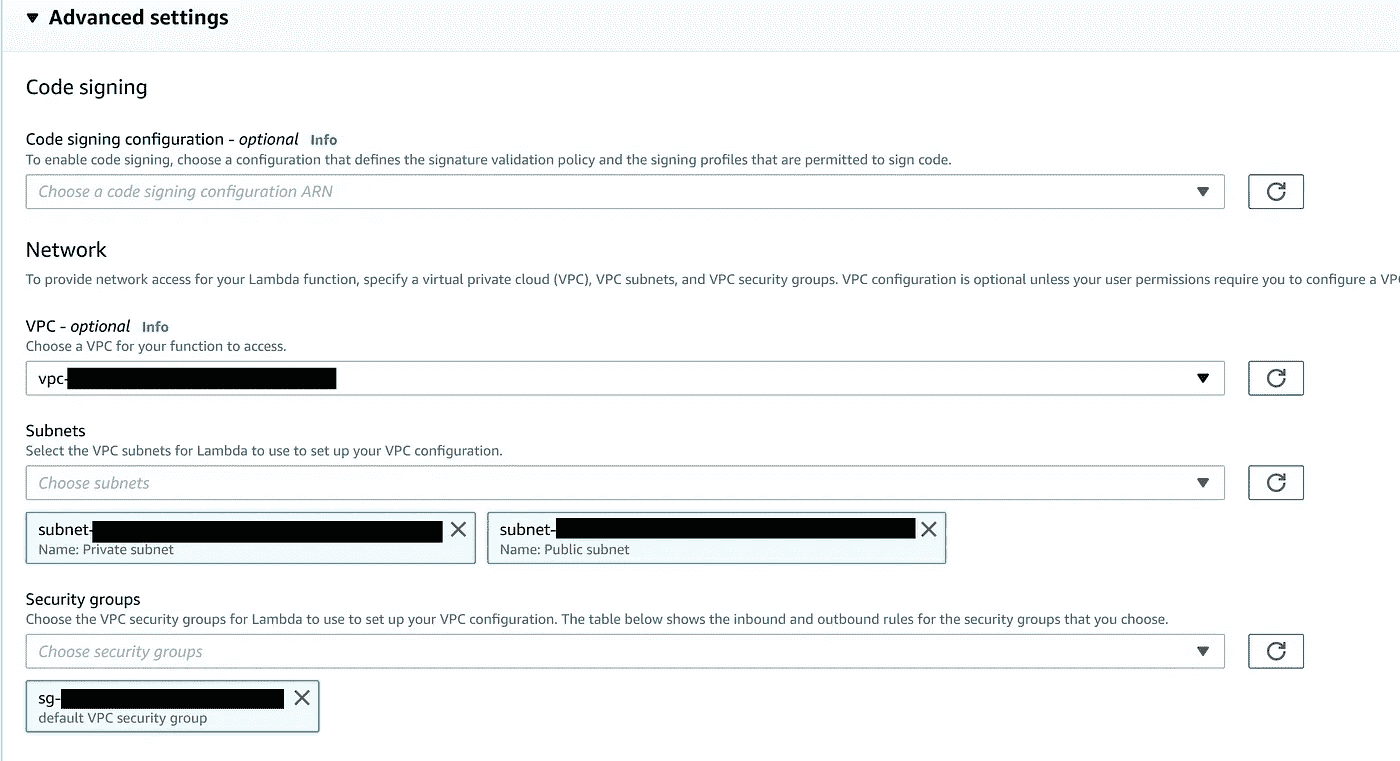 Advanced settings
Code signing
Code signing configuration - optional Info
To enable code signing, choose a configuration that defines the signature validation policy and the signing profiles that are permitted to sign code.
Choose a code signing configuration ARN
Network
To provide network access for your Lambda function, specify a virtual private cloud (VPC), VPC subnets, and VPC security groups. VPC configuration is optional unless your user permissions require you to configure a VPC
VPC - optional Info
Choose a VPC for your function to access.
vpc-
Subnets
Select the VPC subnets for Lambda to use to set up your VPC configuration.
Choose subnets
subnet- subnet-
Name: Private subnet Name: Public subnet
Security groups
Choose the VPC security groups for Lambda to use to set up your VPC configuration. The table below shows the inbound and outbound rules for the security groups that you choose.
Choose security groups
sg-
default VPC security group